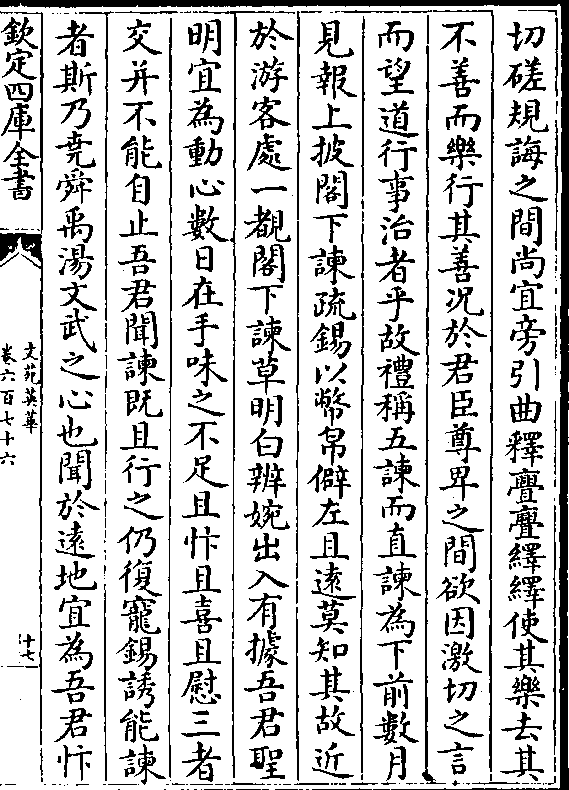 切磋規誨之間尚宜旁引曲釋亹亹繹繹使其樂去其
不善而樂行其善况於君臣尊卑之間欲因激切之言
而望道行事治者乎故禮稱五諫而直諫為下前數月
見報上披閣下諫疏錫以幣帛僻左且遠莫知其故近
於游客處一覩閣下諫草明白辨婉出入有據吾君聖
明宜為動心數日在手味之不足且忭且喜且慰三者
交并不能自止吾君聞諫既且行之仍復寵錫誘能諫
者斯乃堯舜禹湯文武之心也聞於遠地宜為吾君忭
欽定四庫全書
文苑英華
卷六百七十六
十七